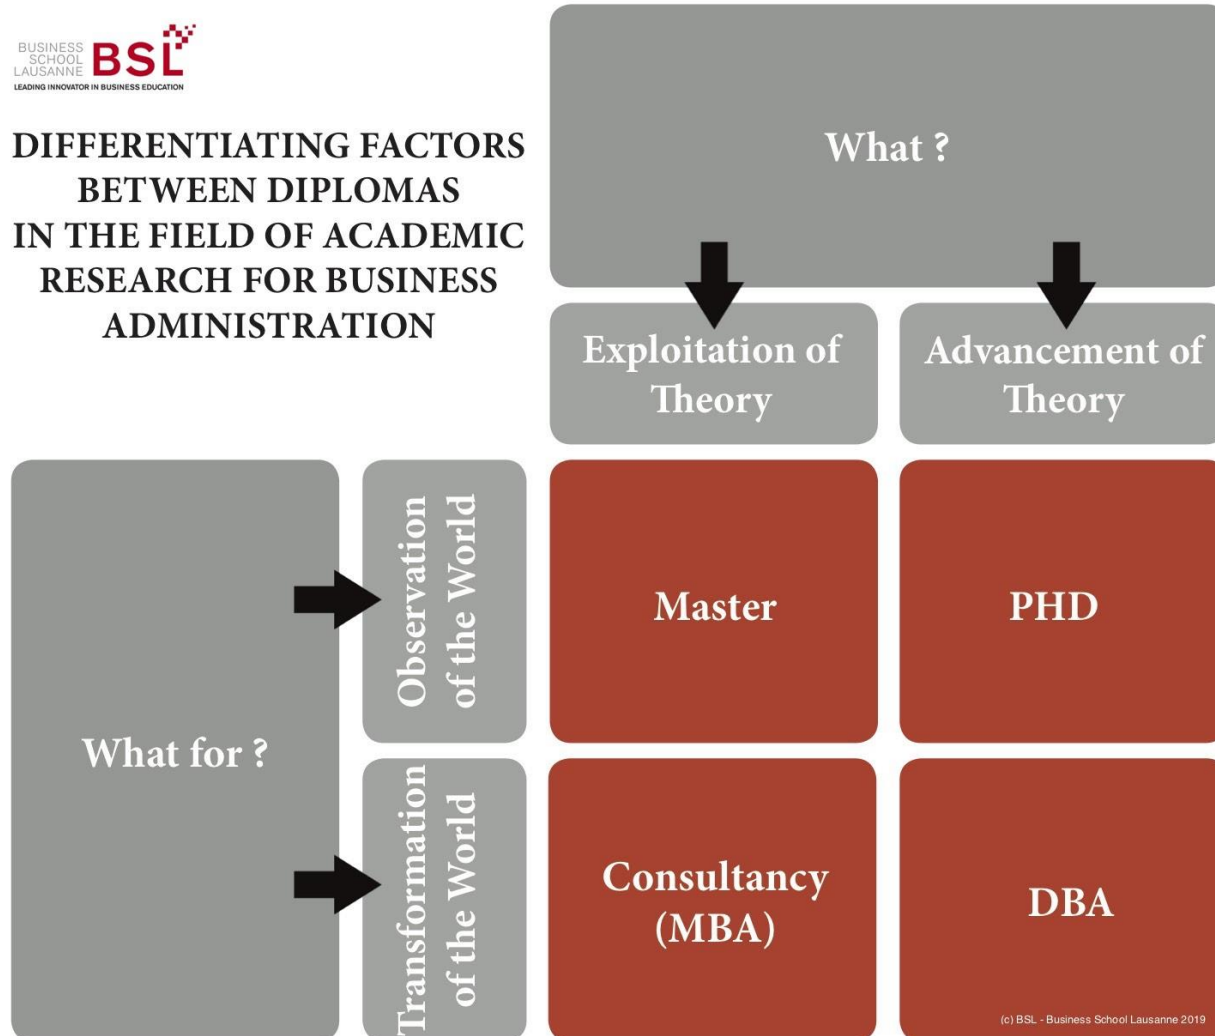 BUSINESS
SCHOOL
LAUSANNE
BSL
LEADING INNOVATOR IN BUSINESS EDUCATION
DIFFERENTIATING FACTORS
BETWEEN DIPLOMAS
IN THE FIELD OF ACADEMIC
RESEARCH FOR BUSINESS
ADMINISTRATION
What ?
Exploitation of
Theory
Advancement of
Theory
What for ?
Observation
of the World
Master
PHD
Transformation
of the World
Consultancy
(MBA)
DBA
(c) BSL - Business School Lausanne 2019